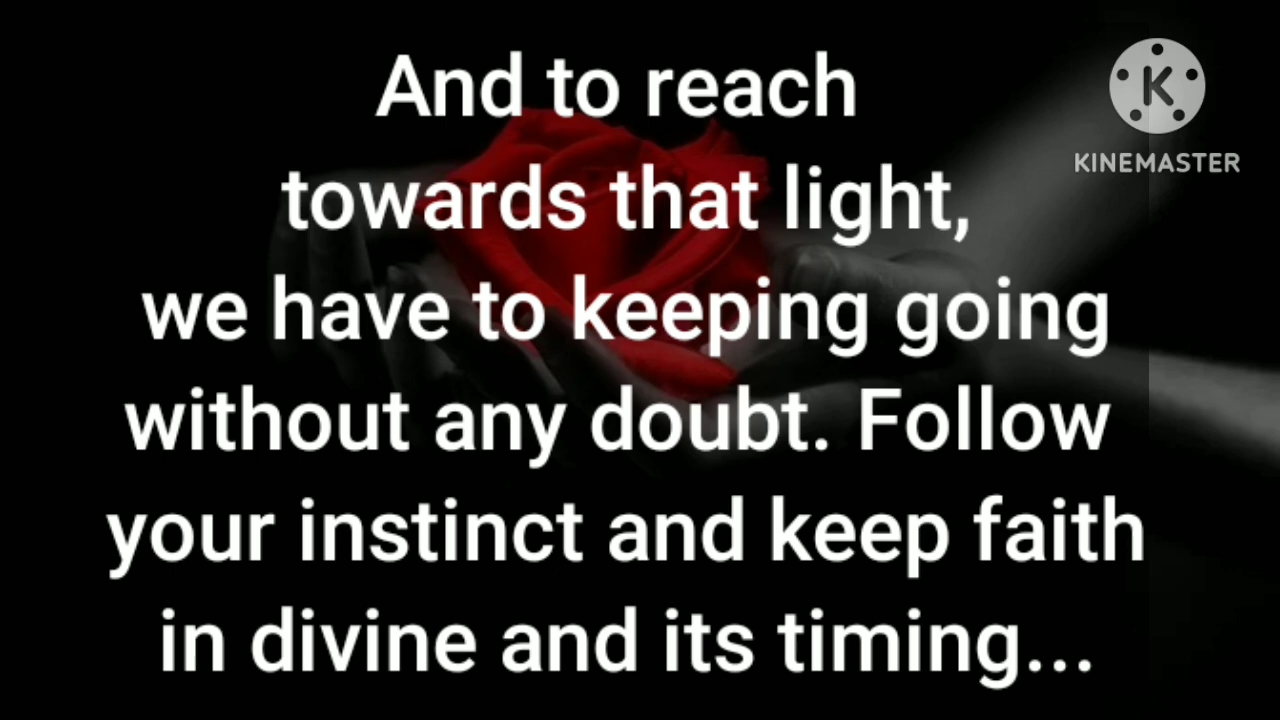 And to reach
KINEMASTER
towards that light,
we have to keeping going
without any doubt. Follow
your instinct and keep faith
in divine and its timing...